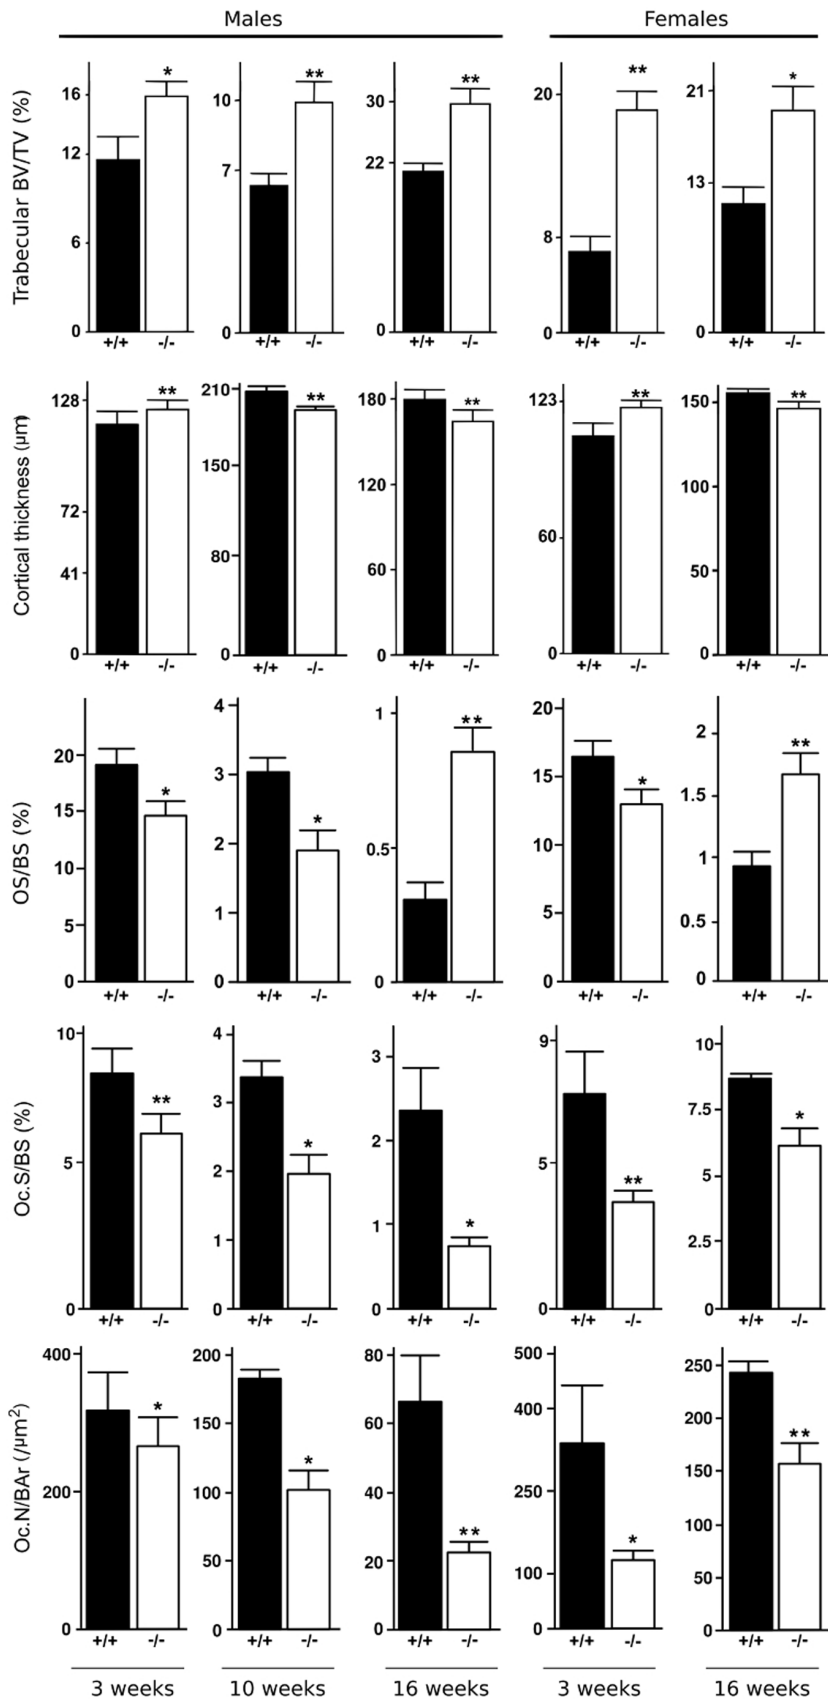 Males Females
Trabecular BV/TV (%)
16 12 6 0 * +/+ -/-
10 7 0 ** +/+ -/-
30 22 0 ** +/+ -/-
20 8 0 ** +/+ -/-
21 13 0 * +/+ -/-
Cortical thickness (μm)
128 72 41 0 ** +/+ -/-
210 150 80 0 ** +/+ -/-
180 120 60 0 ** +/+ -/-
123 60 0 ** +/+ -/-
150 100 50 0 ** +/+ -/-
OS/BS (%)
20 15 10 5 0 * +/+ -/-
4 3 2 1 0 * +/+ -/-
1 0.5 0 ** +/+ -/-
20 15 10 5 0 * +/+ -/-
2 1.5 1 0.5 0 ** +/+ -/-
Oc.S/BS (%)
10 5 0 ** +/+ -/-
4 3 2 1 0 * +/+ -/-
3 2 1 0 * +/+ -/-
9 5 0 ** +/+ -/-
10 7.5 5 2.5 0 * +/+ -/-
Oc.N/BAr (/μm²)
400 200 0 * +/+ -/-
200 150 100 50 0 * +/+ -/-
80 60 40 20 0 ** +/+ -/-
500 400 250 100 0 * +/+ -/-
250 200 150 100 50 0 ** +/+ -/-
3 weeks 10 weeks 16 weeks 3 weeks 16 weeks